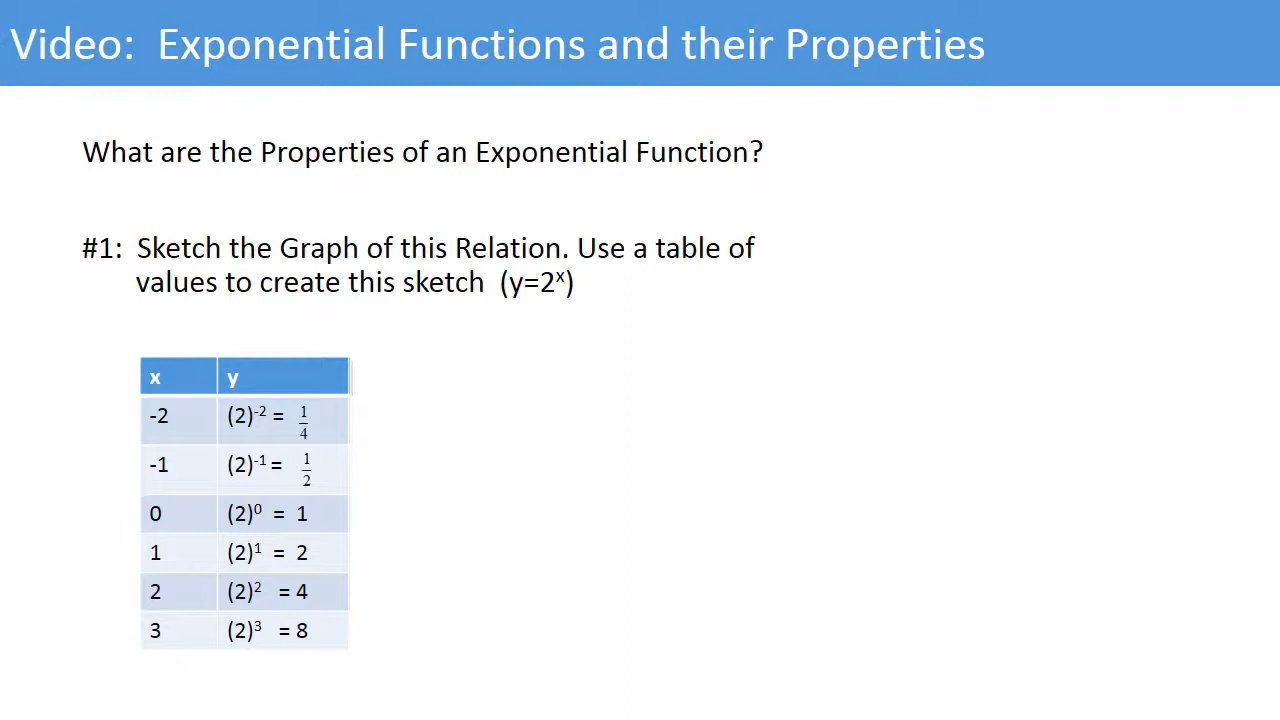 Video: Exponential Functions and their Properties
What are the Properties of an Exponential Function?
#1: Sketch the Graph of this Relation. Use a table of
values to create this sketch (y=2ˣ)
x y
-2 (2)⁻² = 1/4
-1 (2)⁻¹ = 1/2
0 (2)⁰ = 1
1 (2)¹ = 2
2 (2)² = 4
3 (2)³ = 8